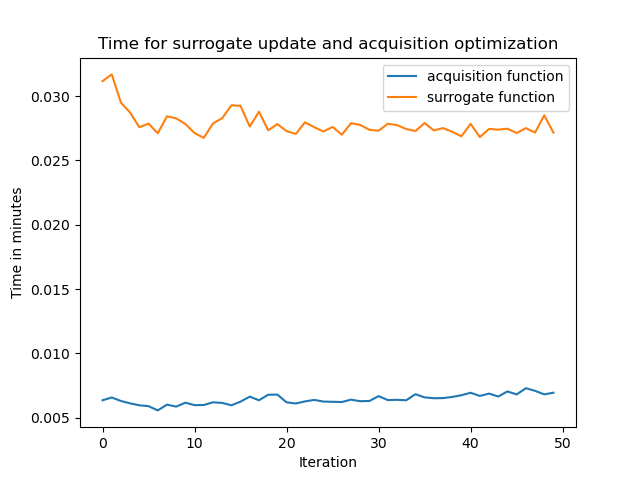 Time for surrogate update and acquisition optimization
acquisition function
surrogate function
0.030
0.025
0.020
0.015
0.010
0.005
Time in minutes
0 10 20 30 40 50
Iteration